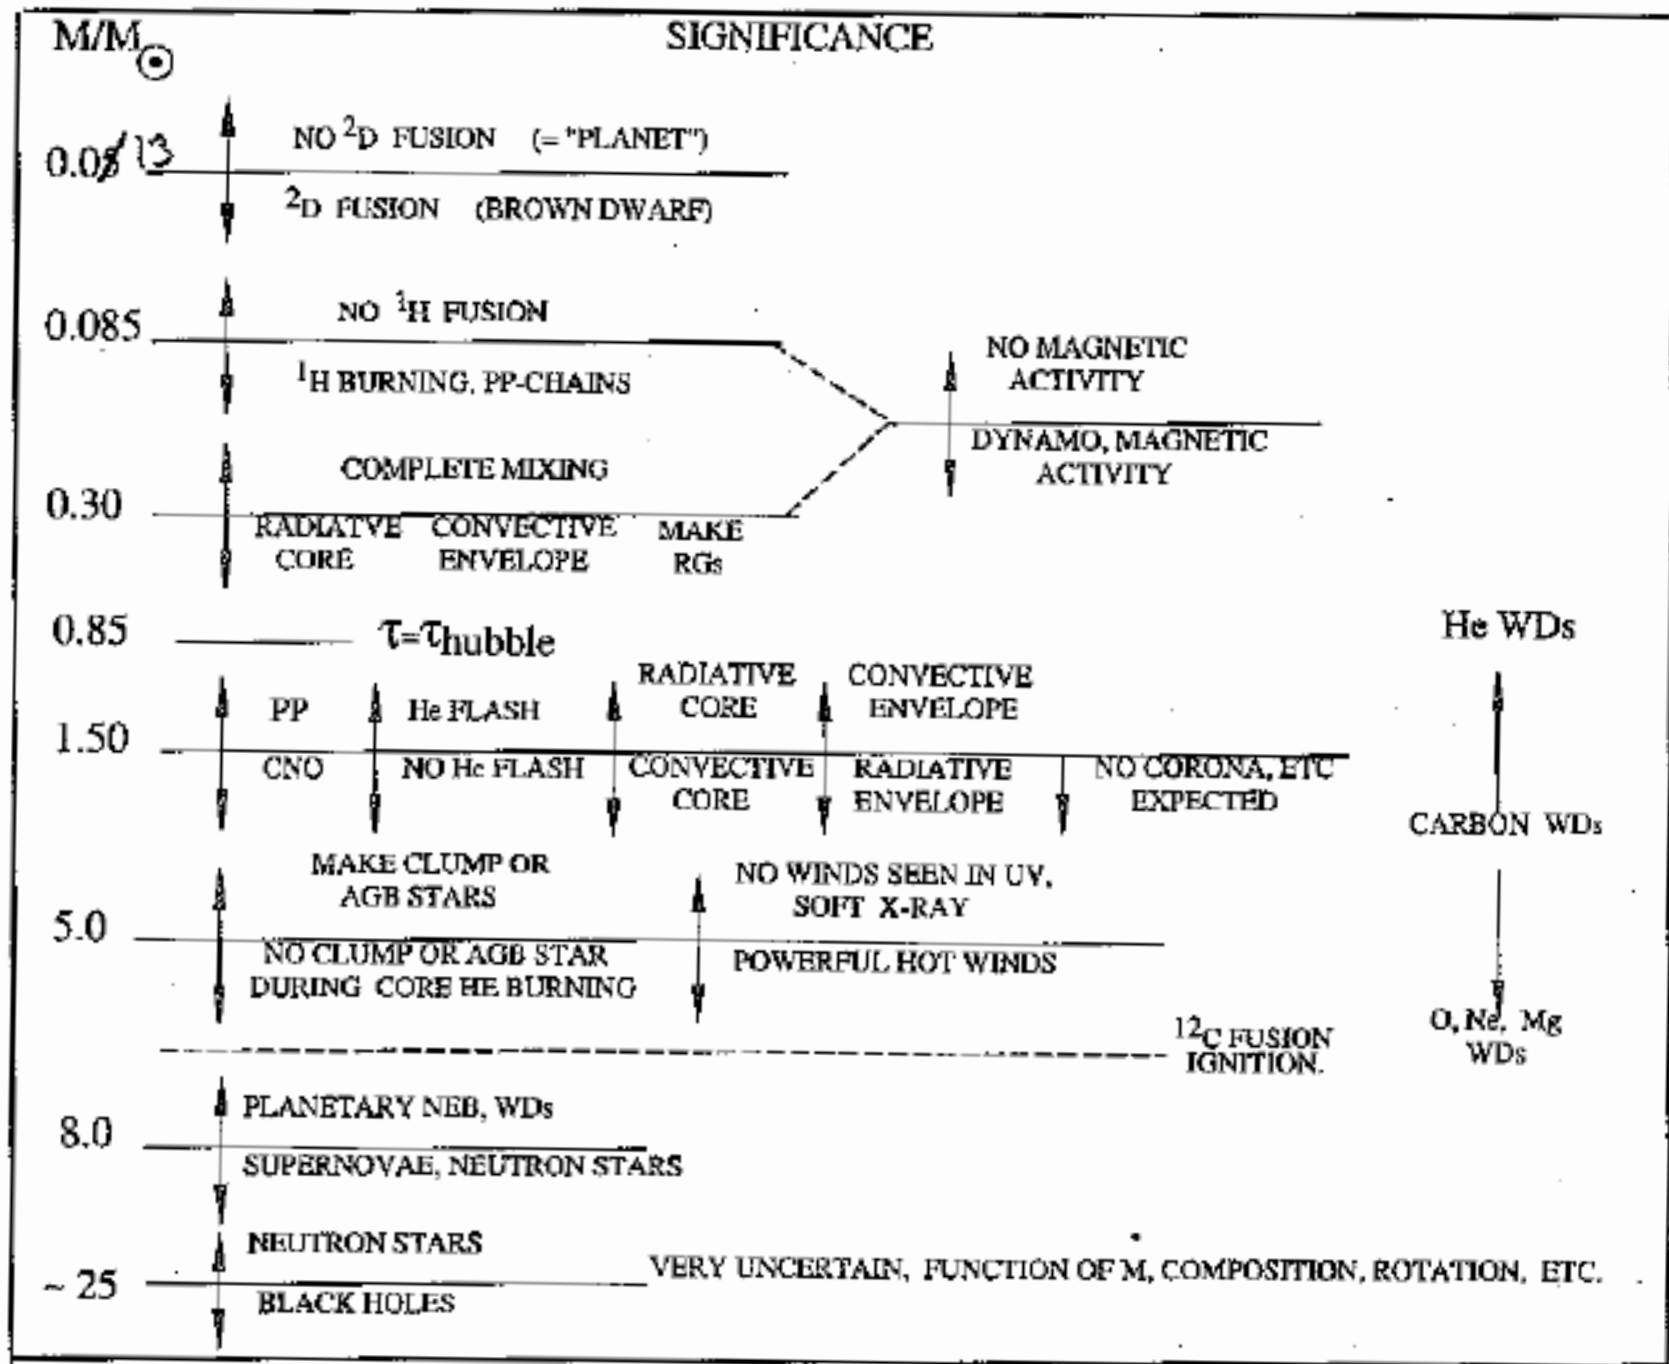 M/M☉ SIGNIFICANCE
NO ²D FUSION (= "PLANET")
0.05/13
²D FUSION (BROWN DWARF)
NO ¹H FUSION
0.085
¹H BURNING, PP-CHAINS
NO MAGNETIC
ACTIVITY
DYNAMO, MAGNETIC
ACTIVITY
COMPLETE MIXING
0.30
RADIATVE CONVECTIVE MAKE
CORE ENVELOPE RGs
0.85 τ=τhubble
He WDs
RADIATIVE CONVECTIVE
PP He FLASH CORE ENVELOPE
1.50
CNO NO He FLASH CONVECTIVE RADIATIVE NO CORONA, ETC
CORE ENVELOPE EXPECTED
CARBON WDs
MAKE CLUMP OR
AGB STARS
NO WINDS SEEN IN UV,
SOFT X-RAY
5.0
NO CLUMP OR AGB STAR
DURING CORE HE BURNING
POWERFUL HOT WINDS
¹²C FUSION
IGNITION.
O, Ne, Mg
WDs
PLANETARY NEB, WDs
8.0
SUPERNOVAE, NEUTRON STARS
NEUTRON STARS
~ 25
VERY UNCERTAIN, FUNCTION OF M, COMPOSITION, ROTATION, ETC.
BLACK HOLES